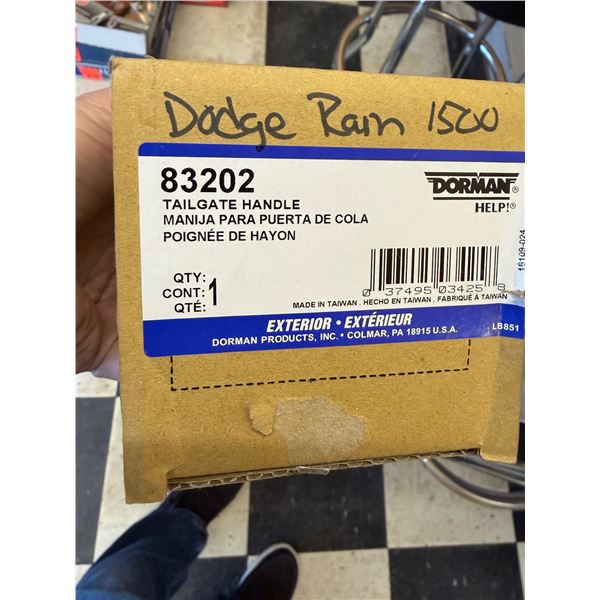 Dodge Ram 1500
83202
TAILGATE HANDLE
MANIJA PARA PUERTA DE COLA
POIGNÉE DE HAYON
DORMAN®
HELP!®
QTY:
CONT: 1
QTÉ:
0 37495 03425 8
MADE IN TAIWAN . HECHO EN TAIWAN . FABRIQUÉ À TAIWÁN
16109-024
EXTERIOR • EXTÉRIEUR
LB851
DORMAN PRODUCTS, INC. • COLMAR, PA 18915 U.S.A.